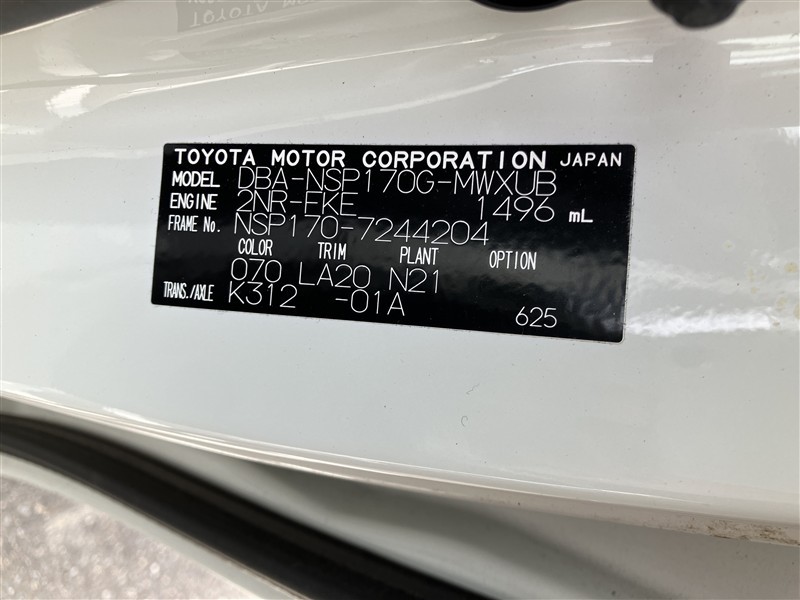 TOYOTA MOTOR CORPORATION JAPAN
MODEL DBA-NSP170G-MWXUB
ENGINE 2NR-FKE 1496 mL
FRAME No. NSP170-7244204
COLOR TRIM PLANT OPTION
070 LA20 N21
TRANS./AXLE K312 -01A
625